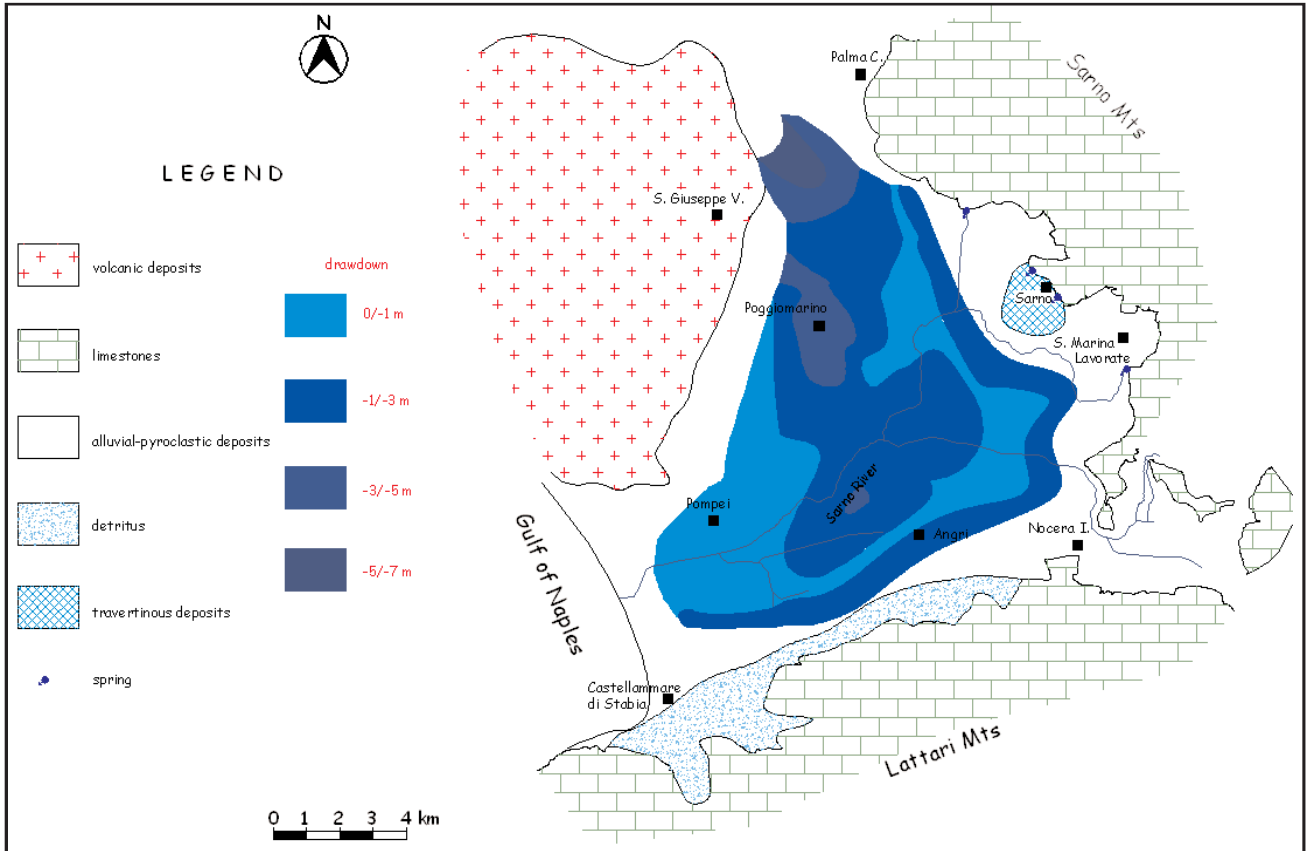 N
LEGEND
volcanic deposits
limestones
alluvial-pyroclastic deposits
detritus
travertinous deposits
spring
drawdown
0/-1 m
-1/-3 m
-3/-5 m
-5/-7 m
0 1 2 3 4 km
Palma C.
Sarno Mts
S. Giuseppe V.
Sarno
Poggiomarino
S. Marina
Lavorate
Sarno River
Pompei
Angri
Nocera I.
Gulf of Naples
Castellammare
di Stabia
Lattari Mts